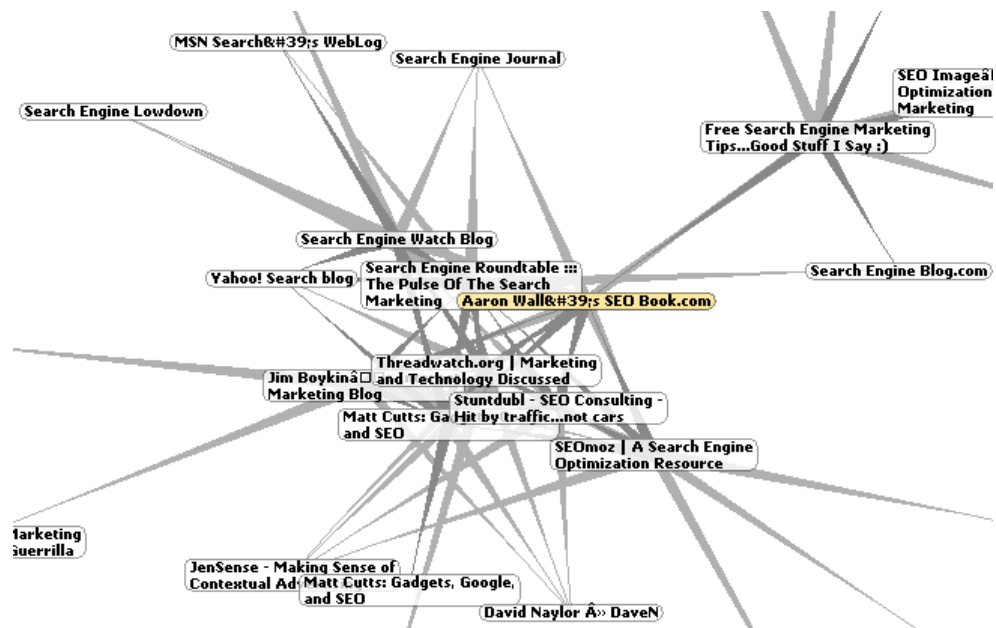 MSN Search&#39;s WebLog
Search Engine Journal
SEO Imageâ
Optimization
Marketing
Search Engine Lowdown
Free Search Engine Marketing
Tips...Good Stuff I Say :)
Search Engine Watch Blog
Search Engine Blog.com
Yahoo! Search blog
Search Engine Roundtable :::
The Pulse Of The Search
Marketing
Aaron Wall&#39;s SEO Book.com
Threadwatch.org | Marketing
and Technology Discussed
Jim Boykinâ
Marketing Blog
Stuntdubl - SEO Consulting -
Hit by traffic...not cars
Matt Cutts: Ga
and SEO
SEOmoz | A Search Engine
Optimization Resource
Marketing
Guerrilla
JenSense - Making Sense of
Contextual Ad
Matt Cutts: Gadgets, Google,
and SEO
David Naylor Â» DaveN